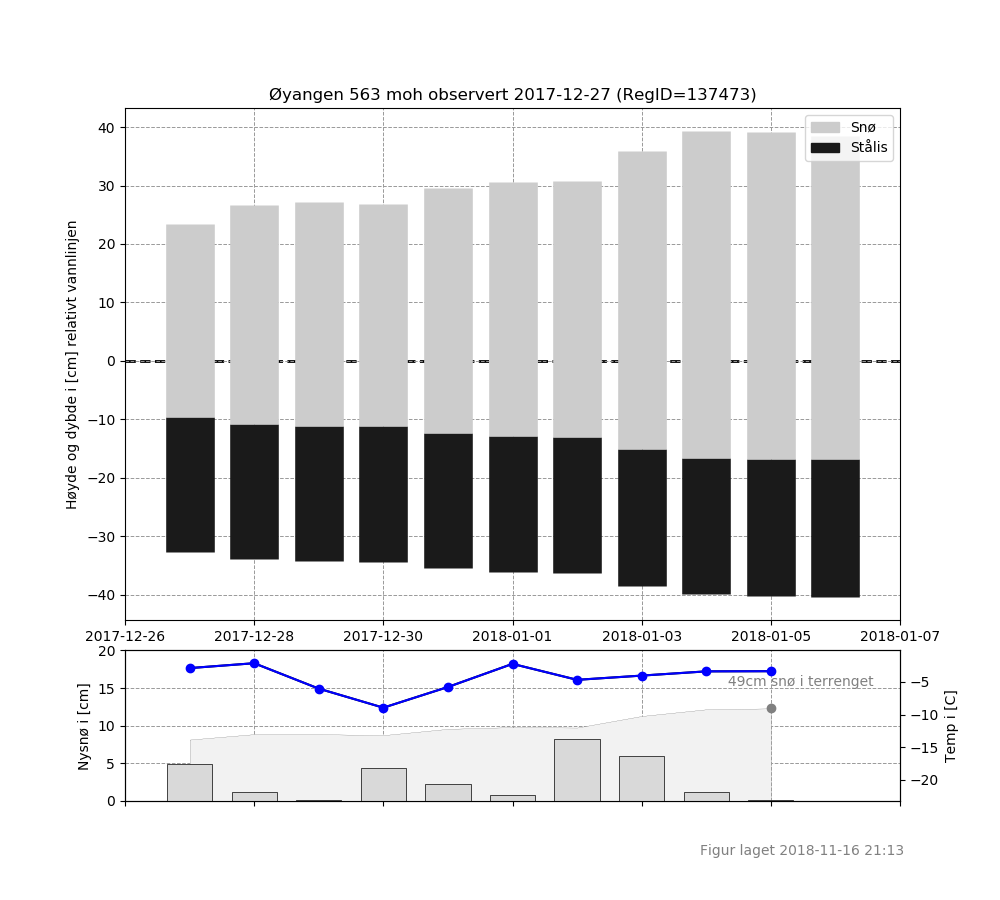 Øyangen 563 moh observert 2017-12-27 (RegID=137473)
Snø
Stålis
Høyde og dybde i [cm] relativt vannlinjen
40
30
20
10
0
−10
−20
−30
−40
2017-12-26 2017-12-28 2017-12-30 2018-01-01 2018-01-03 2018-01-05 2018-01-07
Nysnø i [cm]
20
15
10
5
0
49cm snø i terrenget
−5
−10
−15
−20
Temp i [C]
Figur laget 2018-11-16 21:13